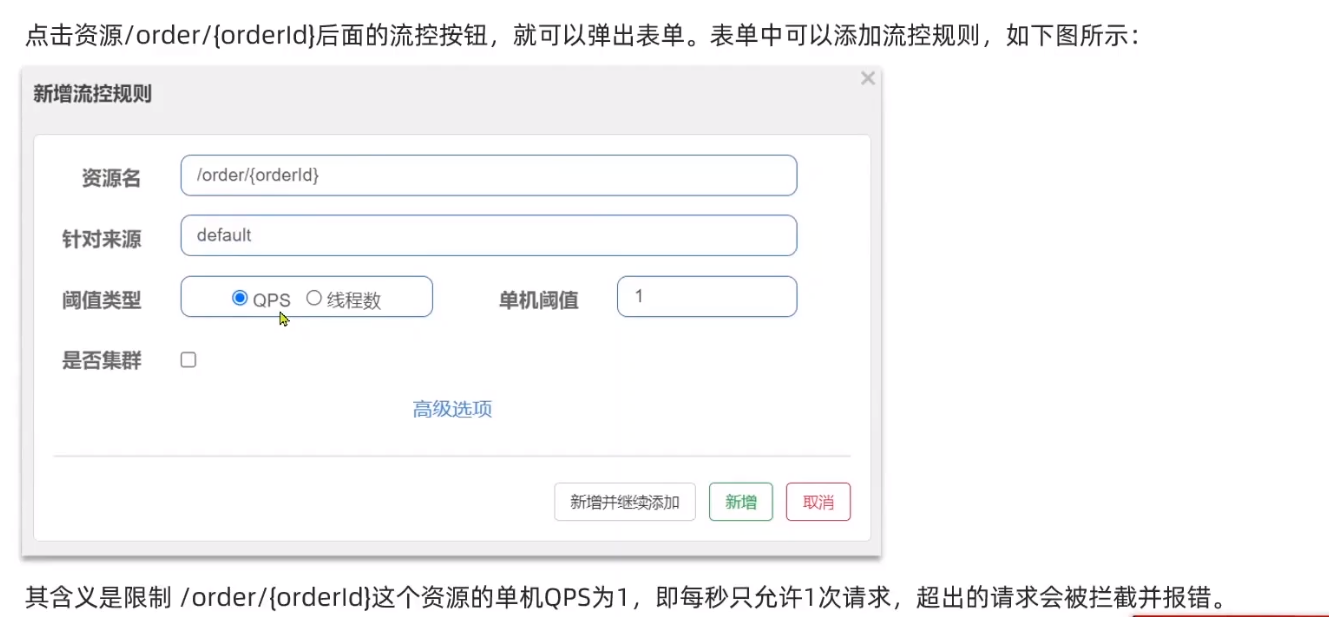 点击资源/order/{orderId}后面的流控按钮，就可以弹出表单。表单中可以添加流控规则，如下图所示：
新增流控规则
资源名 /order/{orderId}
针对来源 default
阈值类型 QPS 线程数 单机阈值 1
是否集群
高级选项
新增并继续添加 新增 取消
其含义是限制 /order/{orderId}这个资源的单机QPS为1，即每秒只允许1次请求，超出的请求会被拦截并报错。